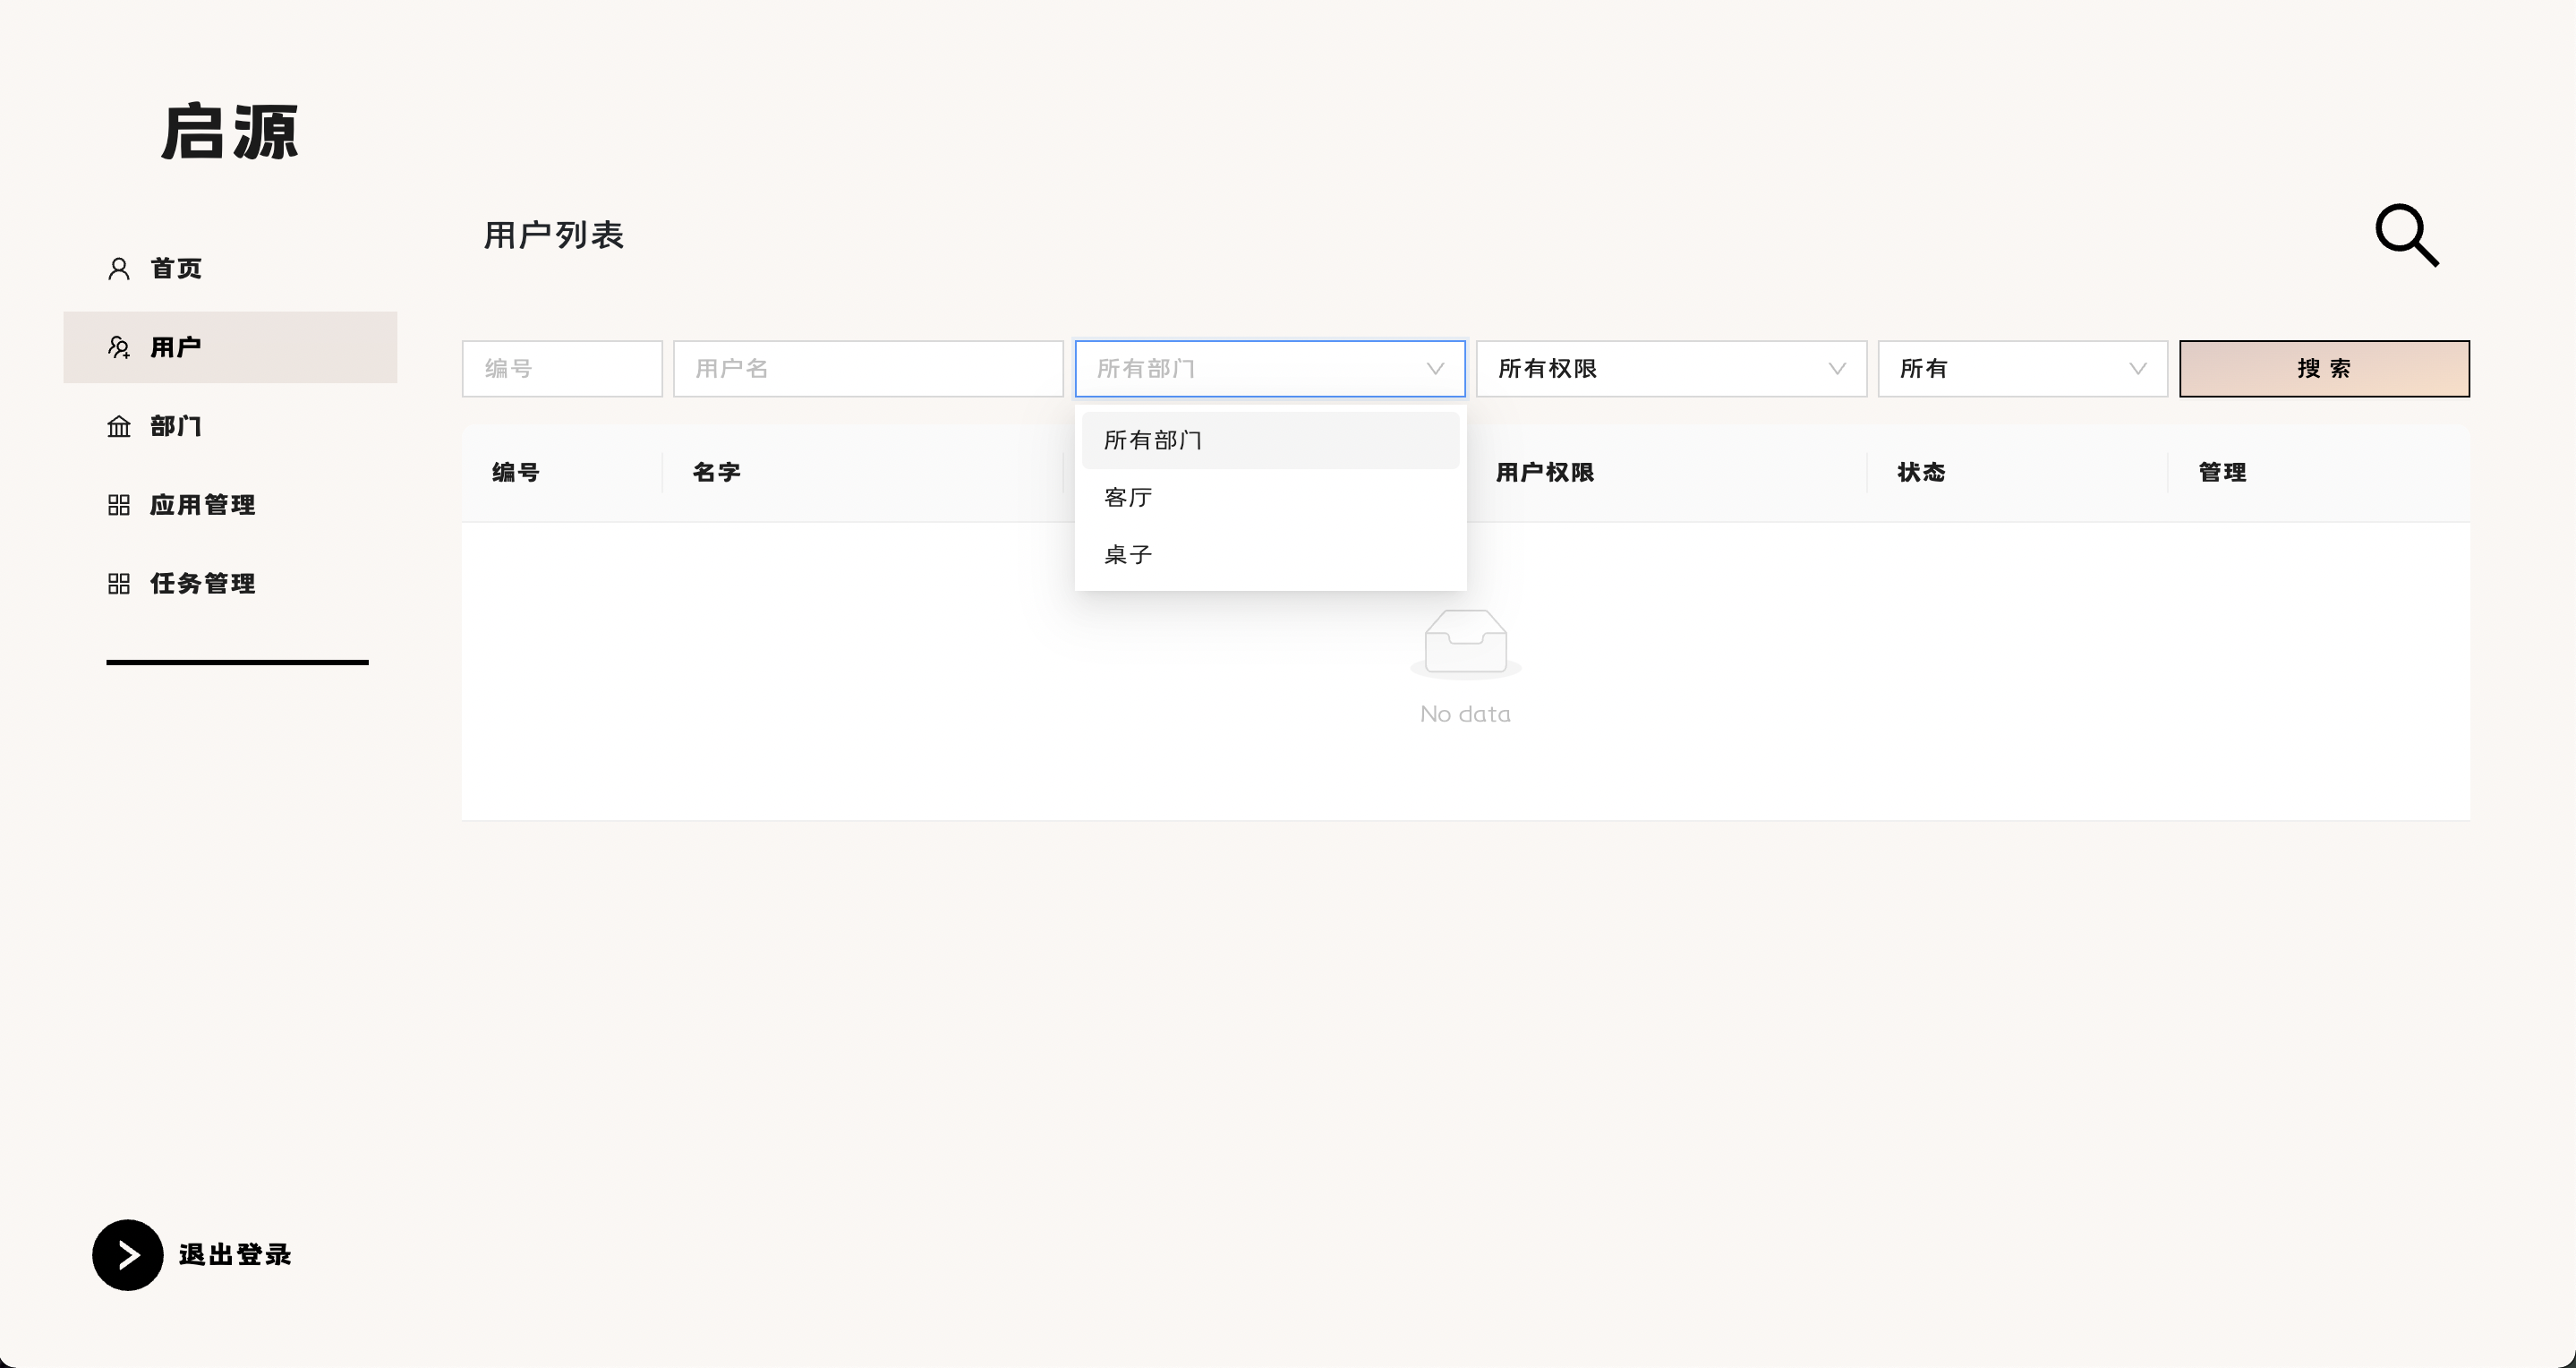 启源
首页
用户
部门
应用管理
任务管理
退出登录
用户列表
编号 用户名 所有部门 所有权限 所有 搜索
所有部门
客厅
桌子
编号 名字 用户权限 状态 管理
No data